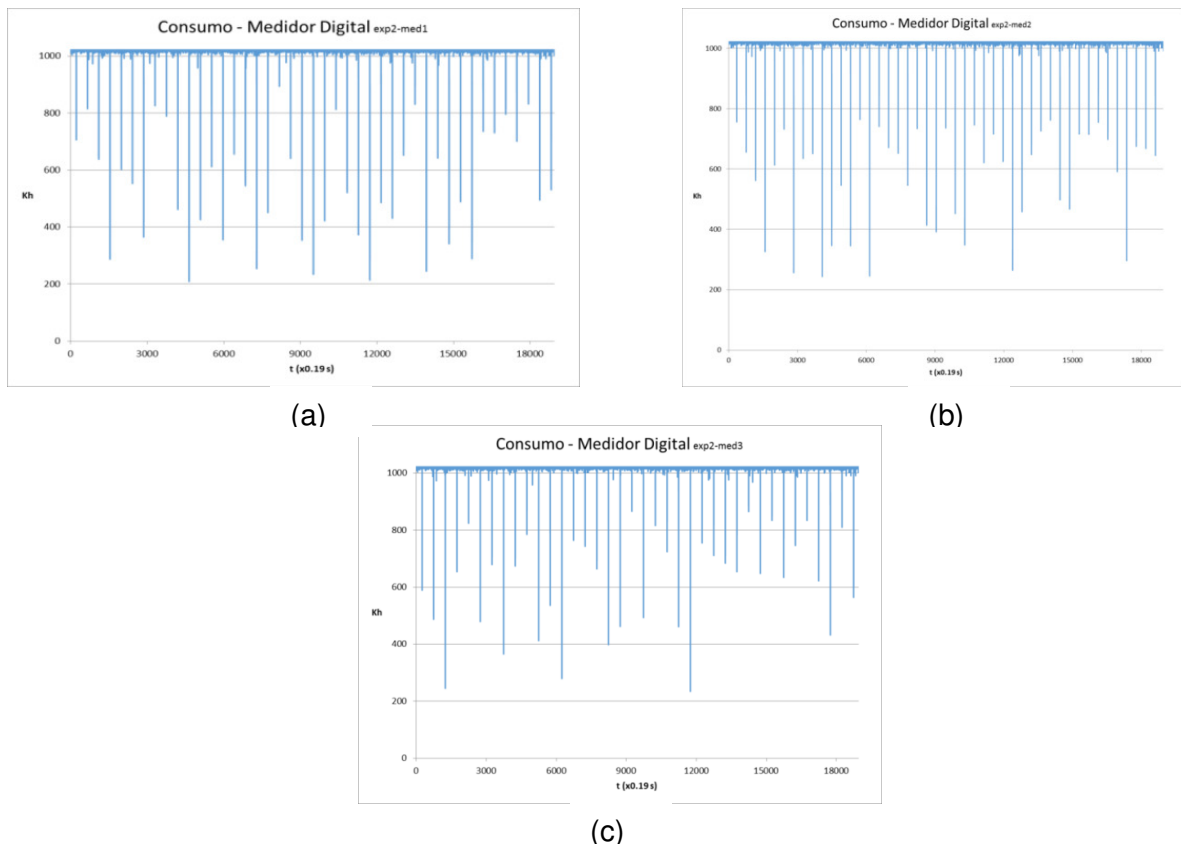 Consumo - Medidor Digital exp2-med1
1000
800
600
Kh
400
200
0
0 3000 6000 9000 12000 15000 18000
t (x0.19 s)
(a)
Consumo - Medidor Digital exp2-med2
1000
800
600
Kh
400
200
0
0 3000 6000 9000 12000 15000 18000
t (x0.19 s)
(b)
Consumo - Medidor Digital exp2-med3
1000
800
600
Kh
400
200
0
0 3000 6000 9000 12000 15000 18000
t (x0.19 s)
(c)